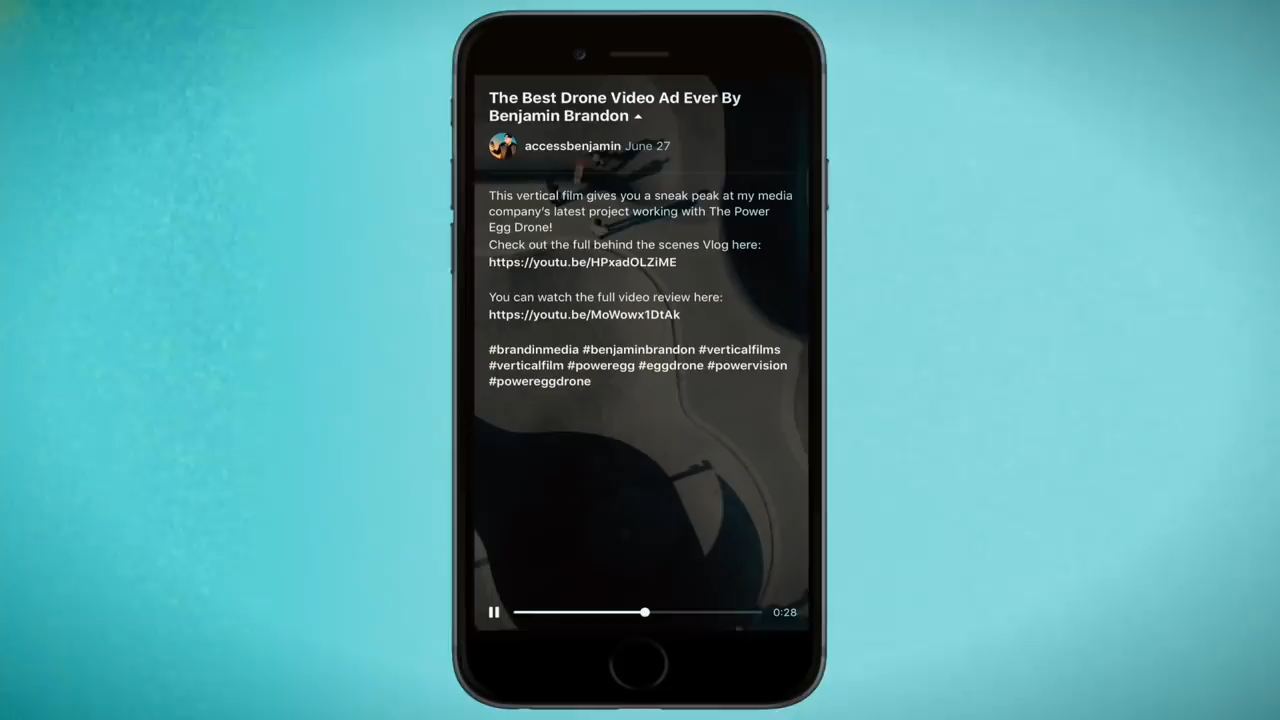 The Best Drone Video Ad Ever By
Benjamin Brandon
accessbenjamin June 27
This vertical film gives you a sneak peak at my media
company's latest project working with The Power
Egg Drone!
Check out the full behind the scenes Vlog here:
https://youtu.be/HPxadOLZiME
You can watch the full video review here:
https://youtu.be/MoWowx1DtAk
#brandinmedia #benjaminbrandon #verticalfilms
#verticalfilm #poweregg #eggdrone #powervision
#powereggdrone
0:28